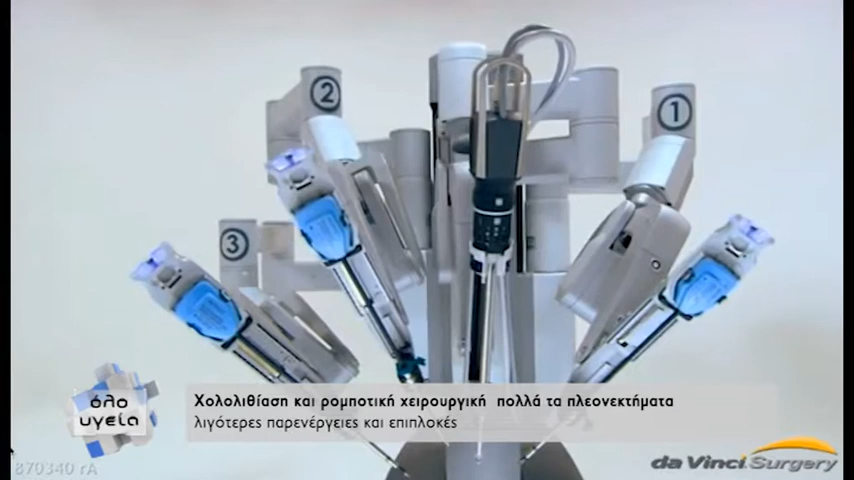 2
1
3
όλο
υγεία
Χολολιθίαση και ρομποτική χειρουργική πολλά τα πλεονεκτήματα
λιγότερες παρενέργειες και επιπλοκές
870340 rA
da Vinci Surgery